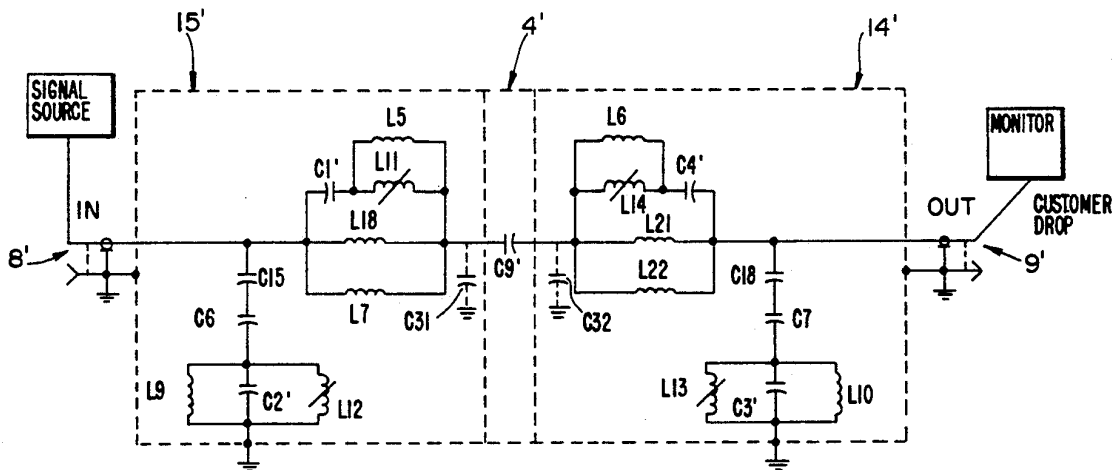 15'
4'
14'
SIGNAL
SOURCE
L5
L6
MONITOR
L11
C1'
C4'
L14
IN
L18
L21
OUT
CUSTOMER
DROP
8'
C15
C9'
L22
C18
9'
C6
L7
C31
C32
C7
L9
C2'
L12
L13
C3'
L10